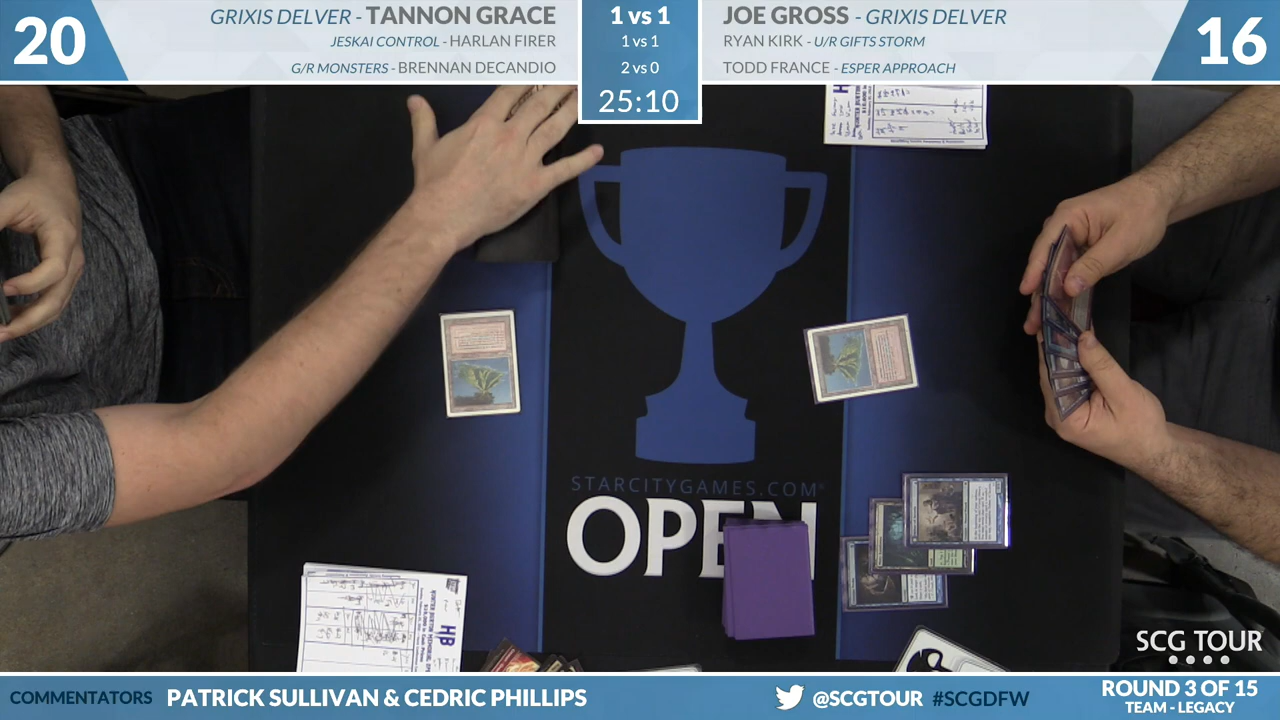 20
GRIXIS DELVER - TANNON GRACE
JESKAI CONTROL - HARLAN FIRER
G/R MONSTERS - BRENNAN DECANDIO
1 vs 1
1 vs 1
2 vs 0
25:10
JOE GROSS - GRIXIS DELVER
RYAN KIRK - U/R GIFTS STORM
TODD FRANCE - ESPER APPROACH
16
STARCITYGAMES.COM®
OPEN
HB
SCG TOUR
COMMENTATORS PATRICK SULLIVAN & CEDRIC PHILLIPS
@SCGTOUR #SCGDFW
ROUND 3 OF 15
TEAM - LEGACY